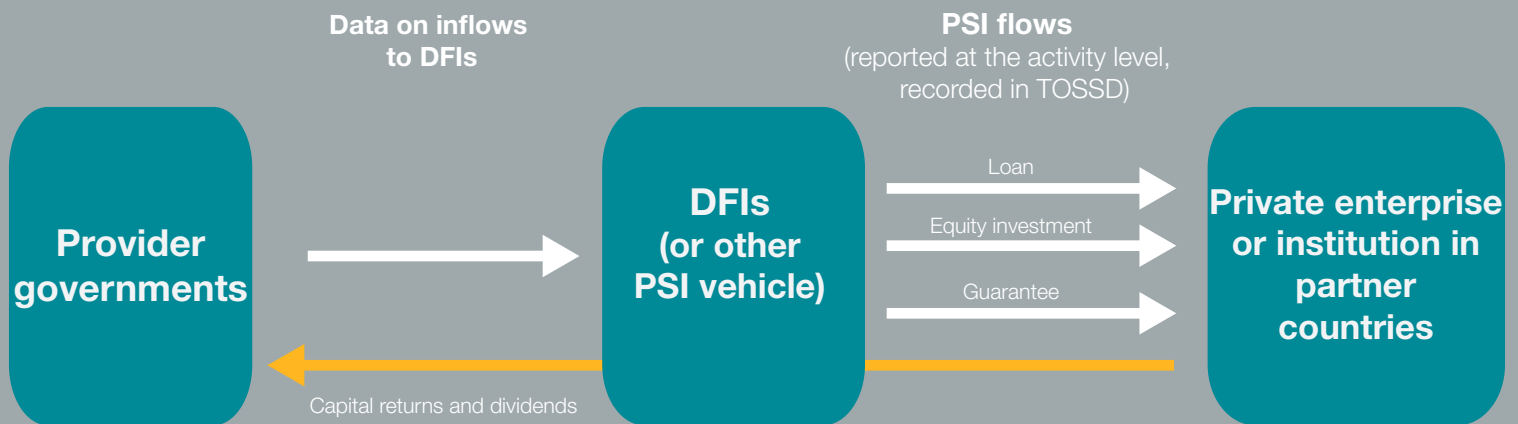 Data on inflows
to DFIs
PSI flows
(reported at the activity level,
recorded in TOSSD)
Provider
governments
DFIs
(or other
PSI vehicle)
Loan
Equity investment
Guarantee
Private enterprise
or institution in
partner
countries
Capital returns and dividends